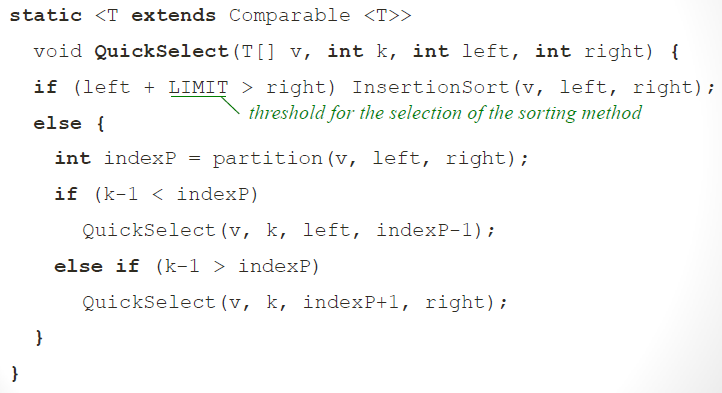 static <T extends Comparable <T>>
void QuickSelect(T[] v, int k, int left, int right) {
if (left + LIMIT > right) InsertionSort(v, left, right);
threshold for the selection of the sorting method
else {
int indexP = partition(v, left, right);
if (k-1 < indexP)
QuickSelect(v, k, left, indexP-1);
else if (k-1 > indexP)
QuickSelect(v, k, indexP+1, right);
}
}